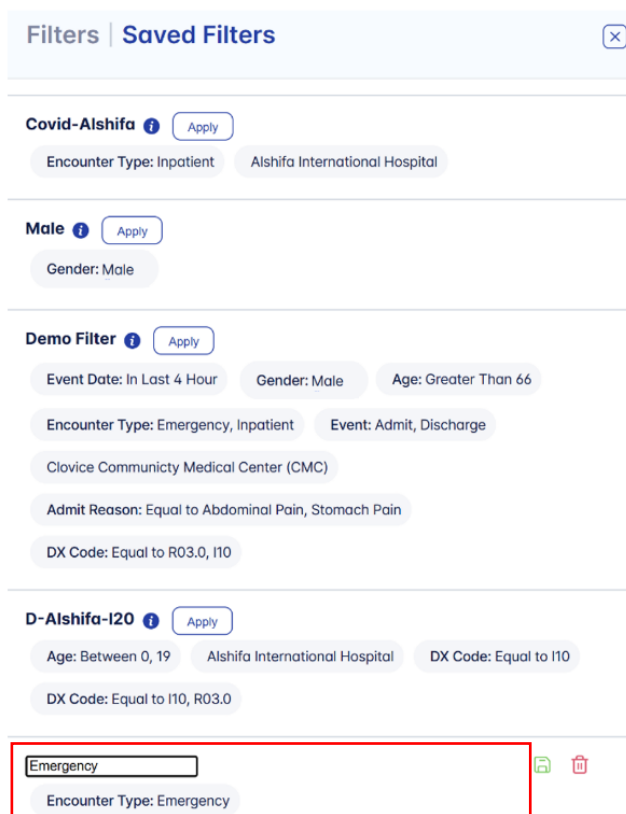 Filters | Saved Filters
Covid-Alshifa i Apply
Encounter Type: Inpatient Alshifa International Hospital
Male i Apply
Gender: Male
Demo Filter i Apply
Event Date: In Last 4 Hour Gender: Male Age: Greater Than 66
Encounter Type: Emergency, Inpatient Event: Admit, Discharge
Clovice Communicty Medical Center (CMC)
Admit Reason: Equal to Abdominal Pain, Stomach Pain
DX Code: Equal to R03.0, I10
D-Alshifa-I20 i Apply
Age: Between 0, 19 Alshifa International Hospital DX Code: Equal to I10
DX Code: Equal to I10, R03.0
Emergency
Encounter Type: Emergency